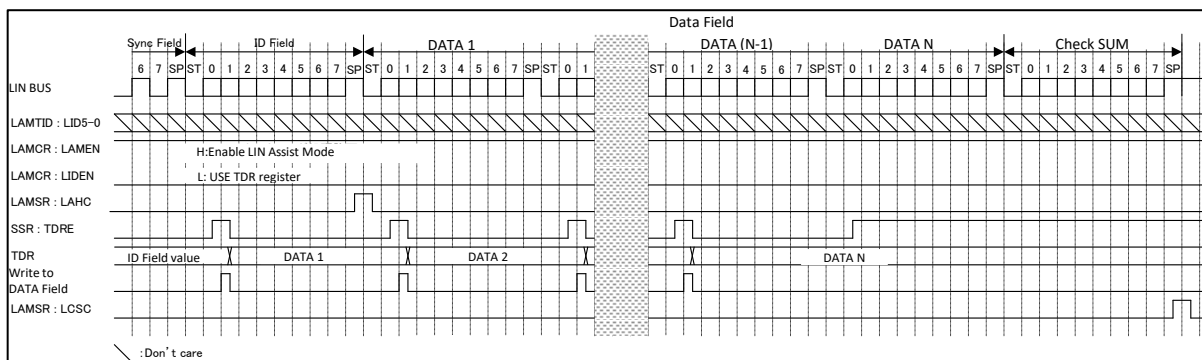 Data Field
Sync Field ID Field DATA 1 DATA (N-1) DATA N Check SUM
6 7 SP ST 0 1 2 3 4 5 6 7 SP ST 0 1 2 3 4 5 6 7 SP ST 0 1 ST 0 1 2 3 4 5 6 7 SP ST 0 1 2 3 4 5 6 7 SP ST 0 1 2 3 4 5 6 7 SP
LIN BUS
LAMTID : LID5-0
LAMCR : LAMEN H:Enable LIN Assist Mode
LAMCR : LIDEN L: USE TDR register
LAMSR : LAHC
SSR : TDRE
TDR ID Field value DATA 1 DATA 2 DATA N
Write to
DATA Field
LAMSR : LCSC
: Don't care